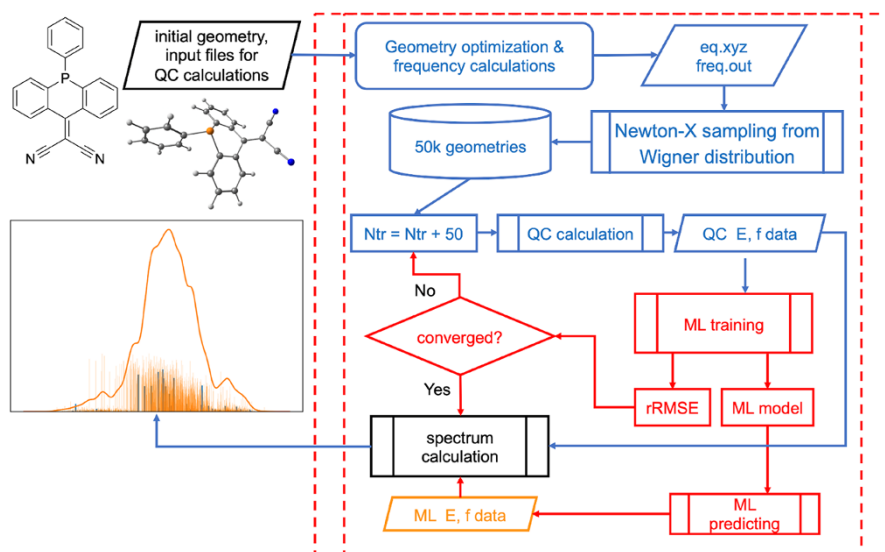 P
NC
CN
initial geometry,
input files for
QC calculations
Geometry optimization &
frequency calculations
eq.xyz
freq.out
Newton-X sampling from
Wigner distribution
50k geometries
Ntr = Ntr + 50
QC calculation
QC E, f data
No
converged?
ML training
Yes
rRMSE
ML model
spectrum
calculation
ML E, f data
ML
predicting